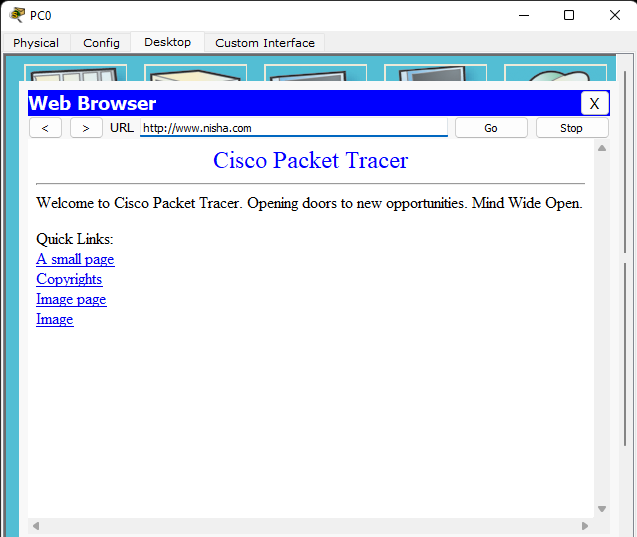 PC0
Physical Config Desktop Custom Interface
Web Browser X
< > URL http://www.nisha.com Go Stop
Cisco Packet Tracer
Welcome to Cisco Packet Tracer. Opening doors to new opportunities. Mind Wide Open.
Quick Links:
A small page
Copyrights
Image page
Image